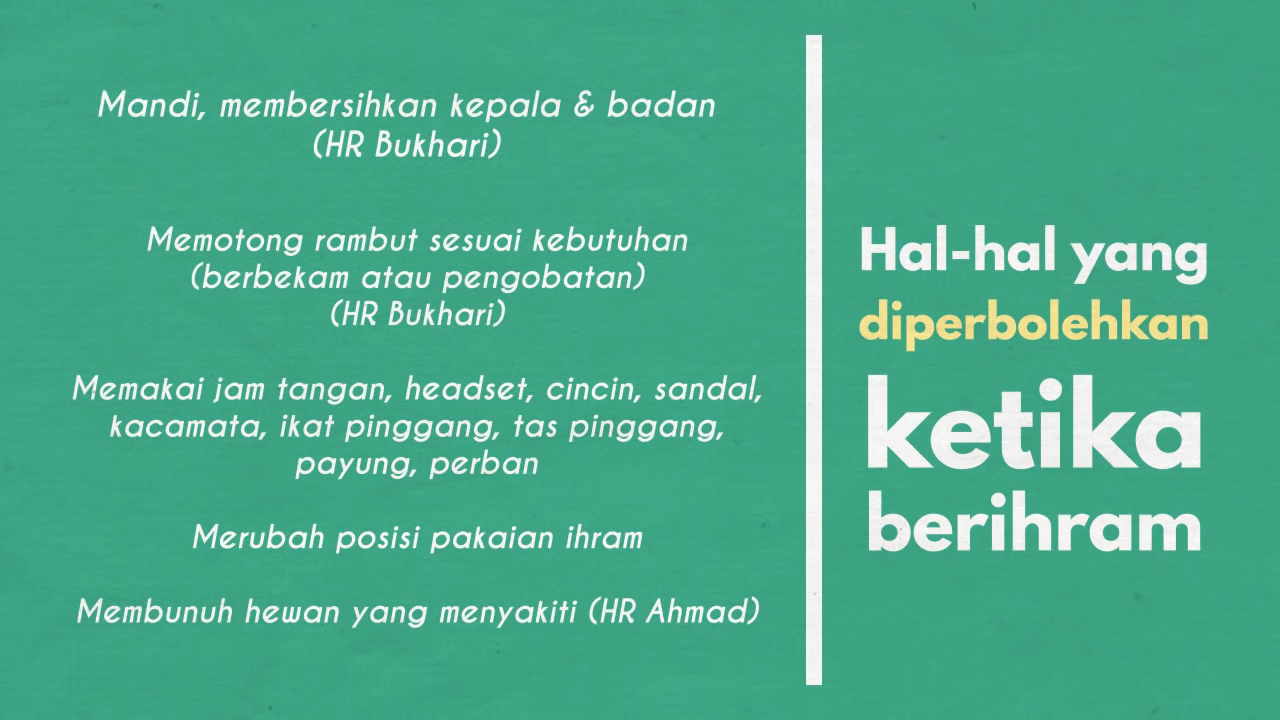 Mandi, membersihkan kepala & badan
(HR Bukhari)
Memotong rambut sesuai kebutuhan
(berbekam atau pengobatan)
(HR Bukhari)
Memakai jam tangan, headset, cincin, sandal,
kacamata, ikat pinggang, tas pinggang,
payung, perban
Merubah posisi pakaian ihram
Membunuh hewan yang menyakiti (HR Ahmad)
Hal-hal yang
diperbolehkan
ketika
berihram